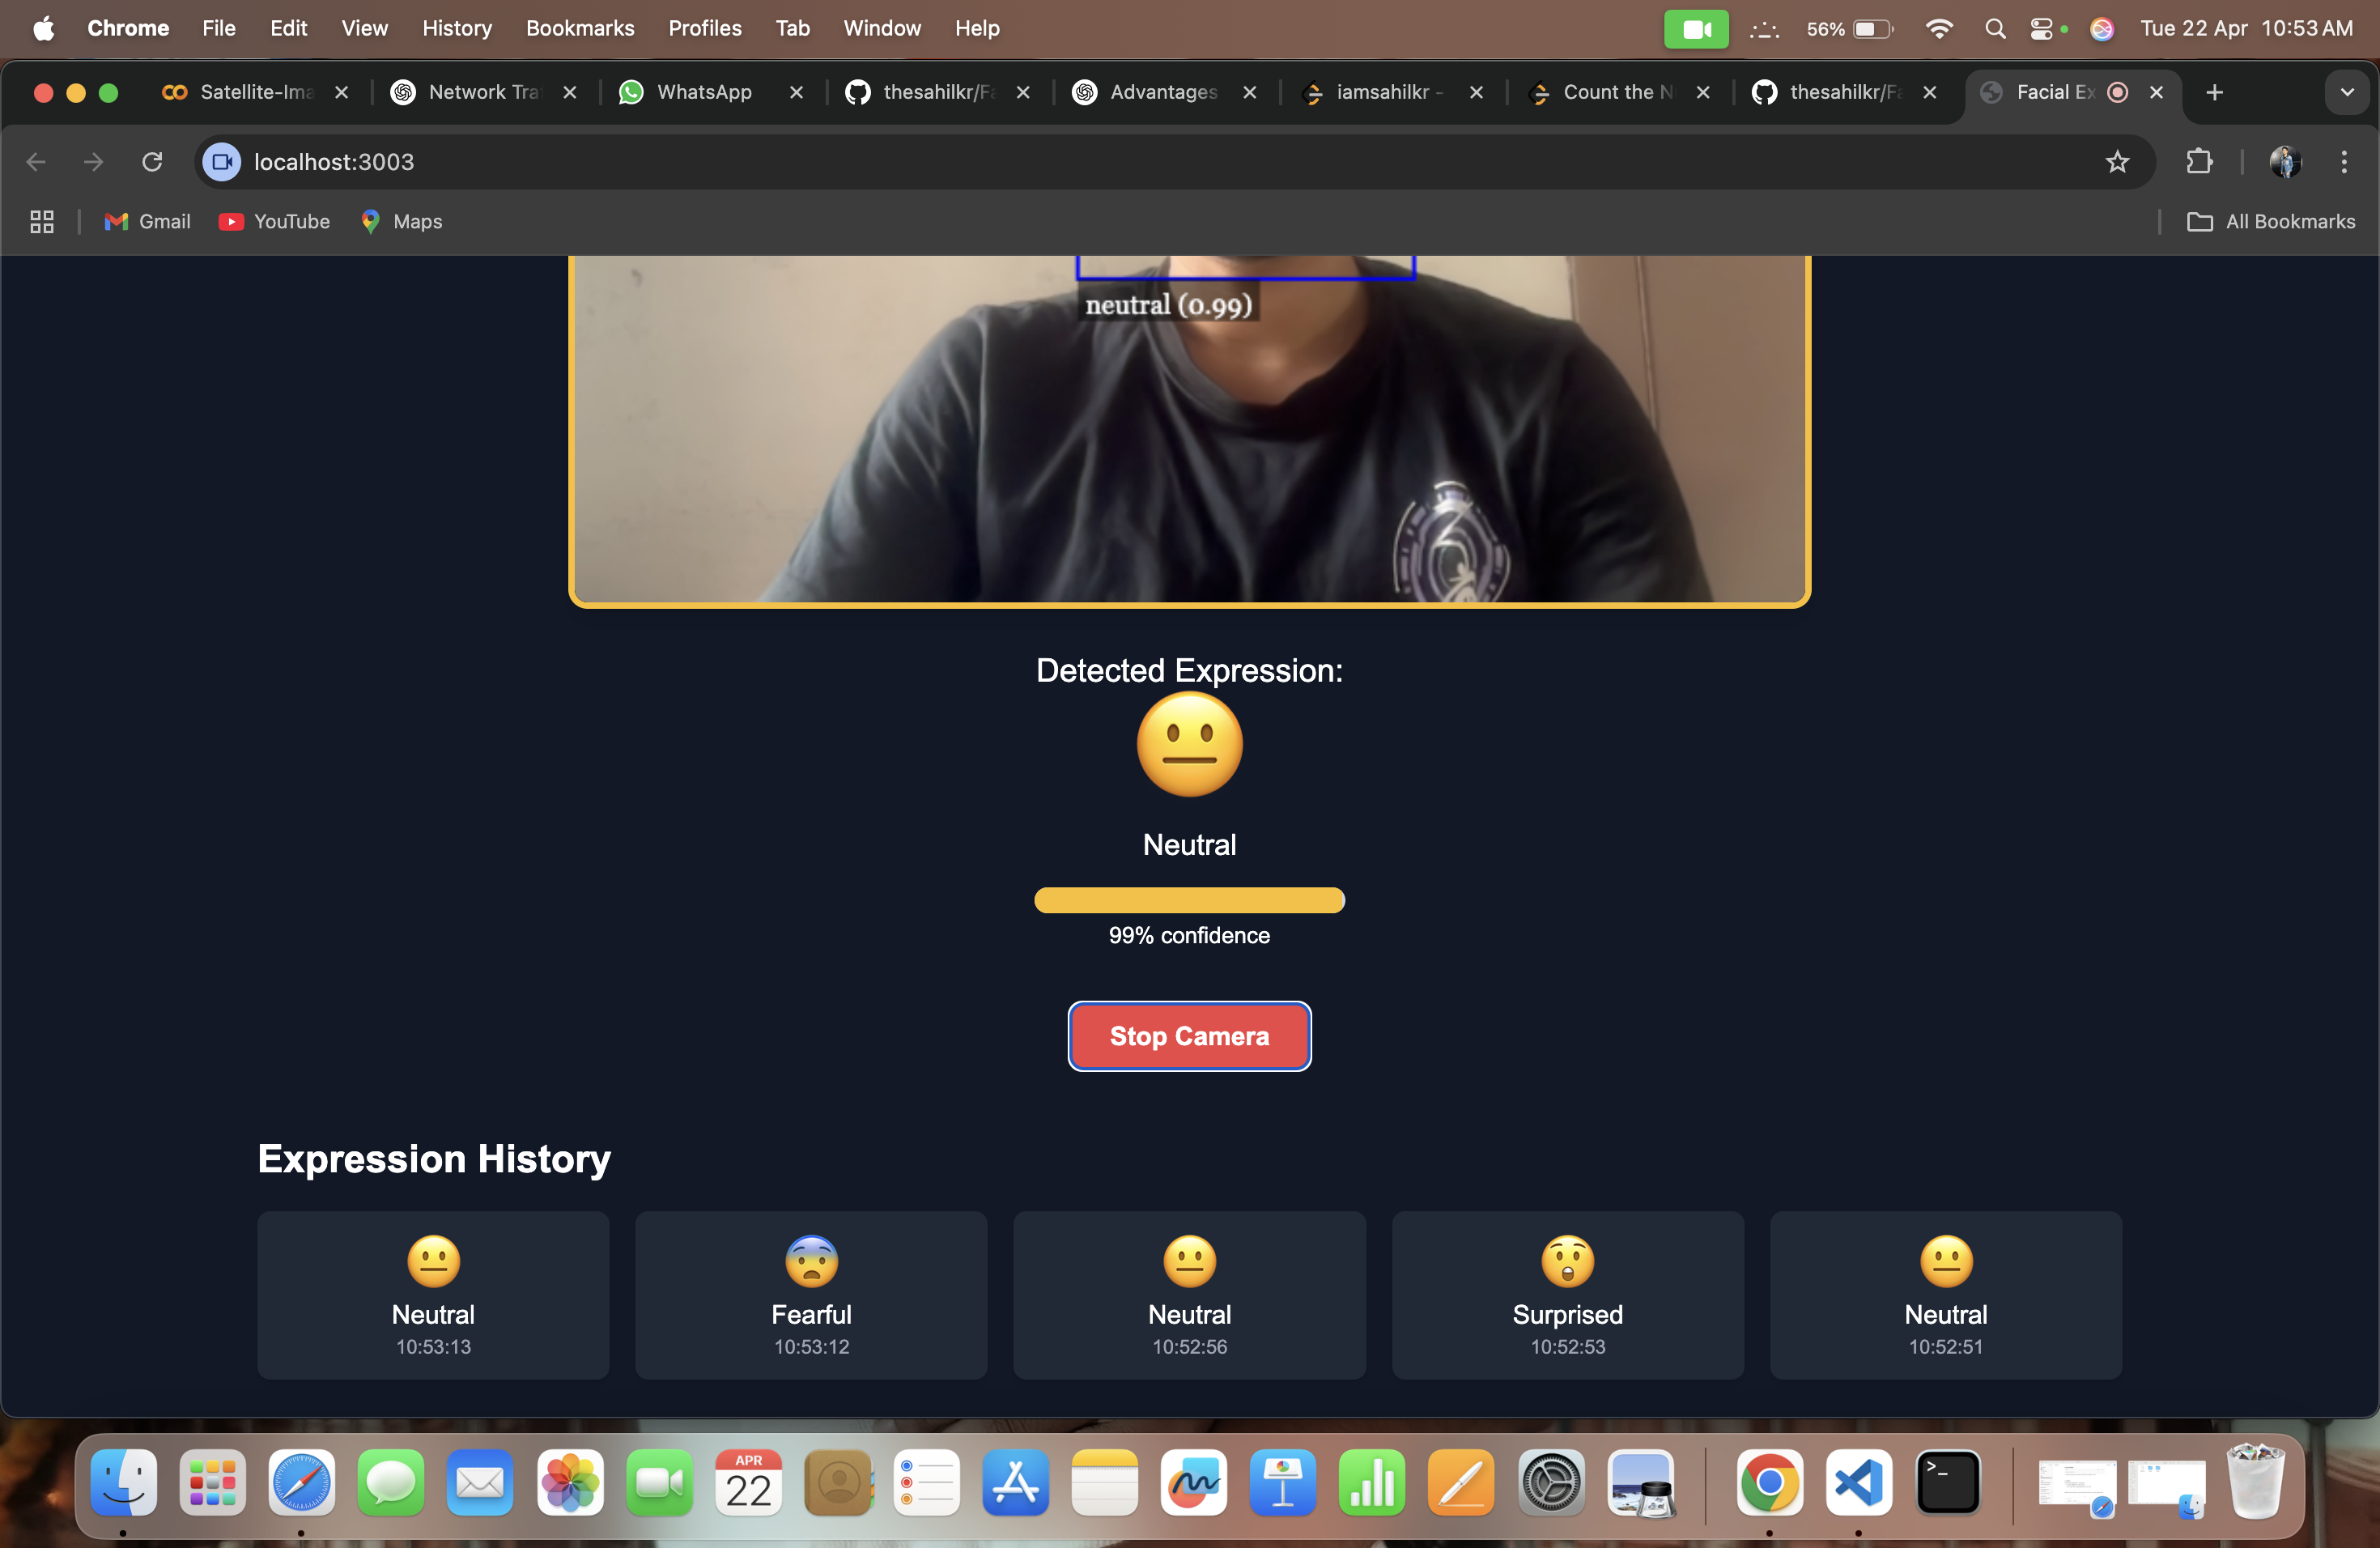 Chrome File Edit View History Bookmarks Profiles Tab Window Help 56% Tue 22 Apr 10:53 AM
Satellite-Ima Network Tra WhatsApp thesahilkr/Fa Advantages iamsahilkr - Count the N thesahilkr/Fa Facial Ex
localhost:3003
Gmail YouTube Maps All Bookmarks
neutral (0.99)
Detected Expression:
Neutral
99% confidence
Stop Camera
Expression History
Neutral Fearful Neutral Surprised Neutral
10:53:13 10:53:12 10:52:56 10:52:53 10:52:51
APR
22
>_